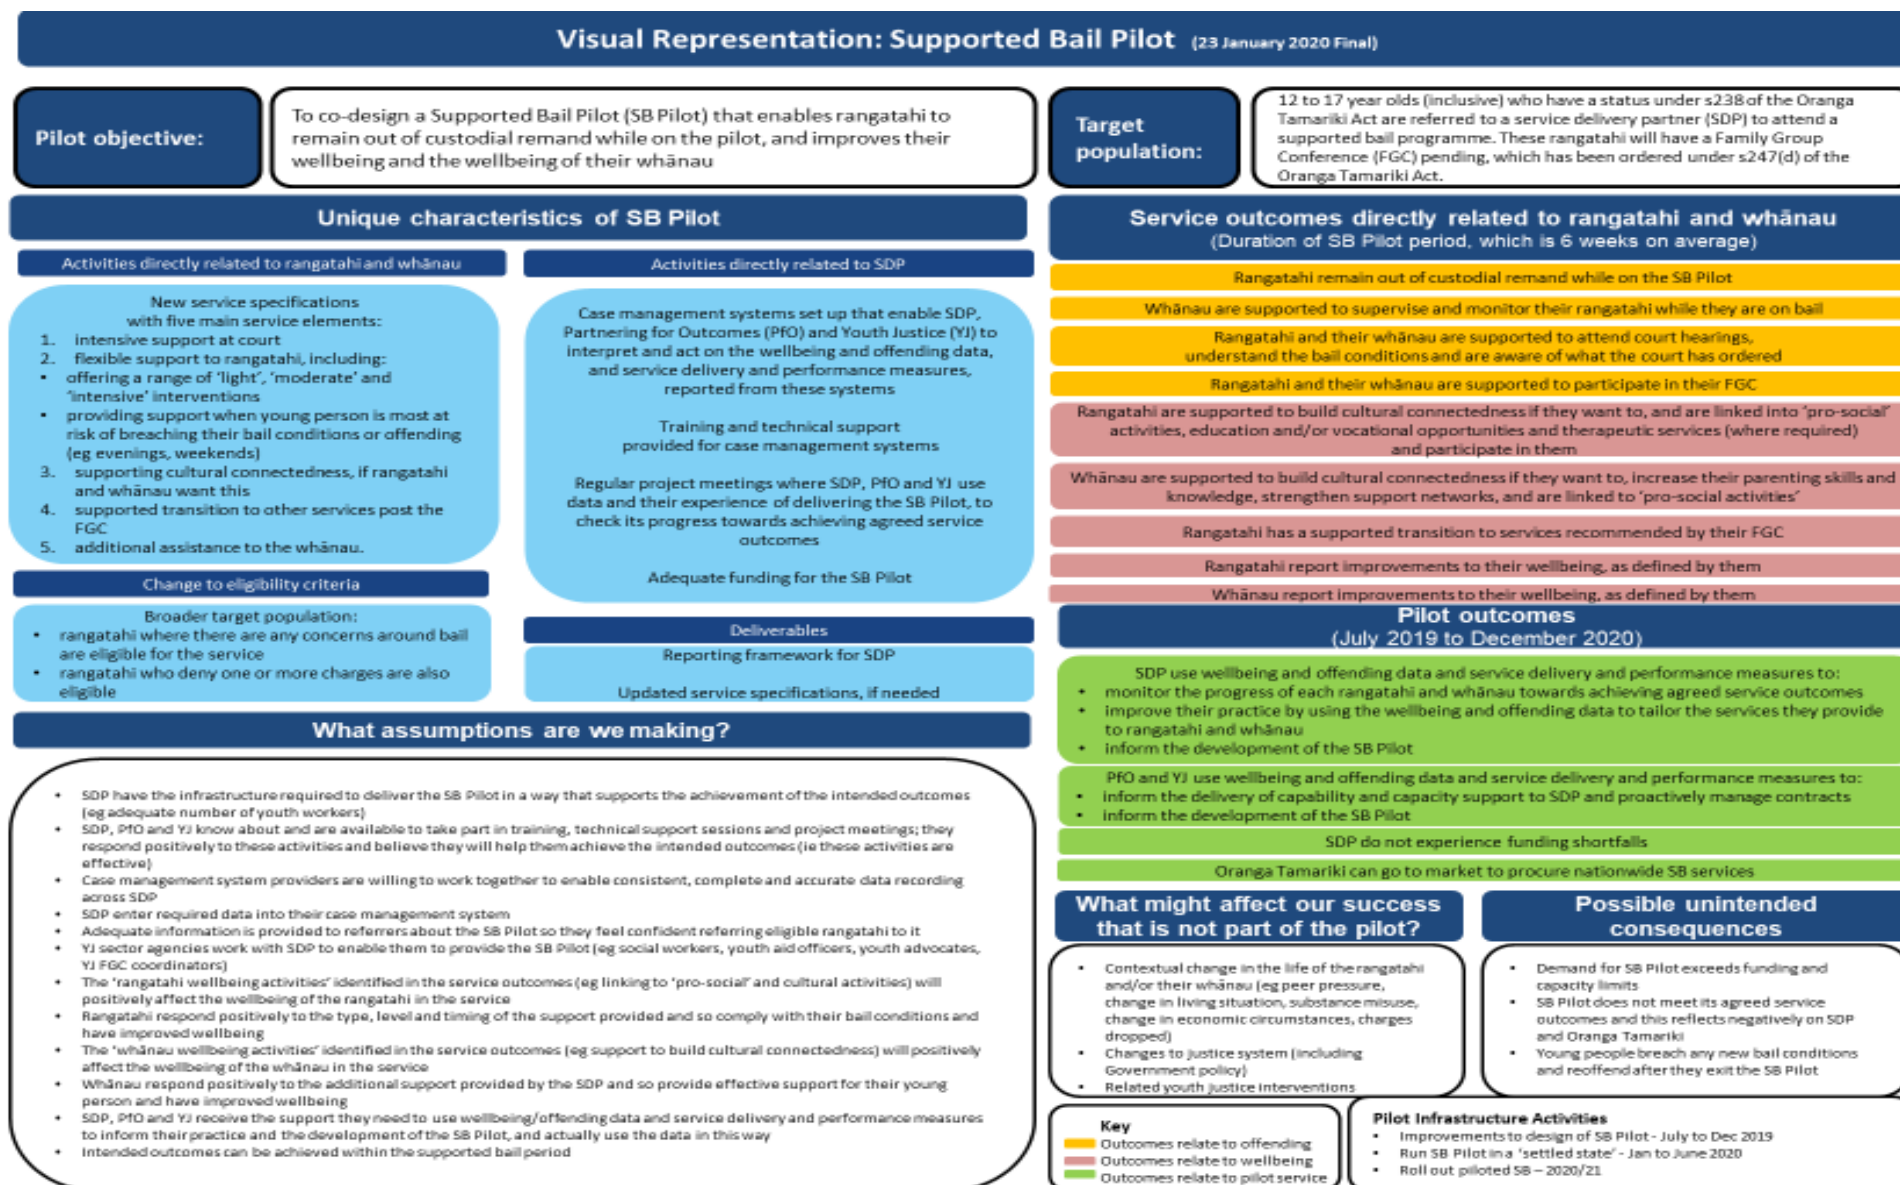 Visual Representation: Supported Bail Pilot (23 January 2020 Final)
Pilot objective:
To co-design a Supported Bail Pilot (SB Pilot) that enables rangatahi to
remain out of custodial remand while on the pilot, and improves their
wellbeing and the wellbeing of their whānau
Target
population:
12 to 17 year olds (inclusive) who have a status under s238 of the Oranga
Tamariki Act are referred to a service delivery partner (SDP) to attend a
supported bail programme. These rangatahi will have a Family Group
Conference (FGC) pending, which has been ordered under s247(d) of the
Oranga Tamariki Act.
Unique characteristics of SB Pilot
Activities directly related to rangatahi and whānau
New service specifications
with five main service elements:
1. intensive support at court
2. flexible support to rangatahi, including:
• offering a range of 'light', 'moderate' and
'intensive' interventions
• providing support when young person is most at
risk of breaching their bail conditions or offending
(eg evenings, weekends)
3. supporting cultural connectedness, if rangatahi
and whānau want this
4. supported transition to other services post the
FGC
5. additional assistance to the whānau.
Change to eligibility criteria
Broader target population:
• rangatahi where there are any concerns around bail
are eligible for the service
• rangatahi who deny one or more charges are also
eligible
Activities directly related to SDP
Case management systems set up that enable SDP,
Partnering for Outcomes (PfO) and Youth Justice (YJ) to
interpret and act on the wellbeing and offending data,
and service delivery and performance measures,
reported from these systems
Training and technical support
provided for case management systems
Regular project meetings where SDP, PfO and YJ use
data and their experience of delivering the SB Pilot, to
check its progress towards achieving agreed service
outcomes
Adequate funding for the SB Pilot
Deliverables
Reporting framework for SDP
Updated service specifications, if needed
What assumptions are we making?
• SDP have the infrastructure required to deliver the SB Pilot in a way that supports the achievement of the intended outcomes
(eg adequate number of youth workers)
• SDP, PfO and YJ know about and are available to take part in training, technical support sessions and project meetings; they
respond positively to these activities and believe they will help them achieve the intended outcomes (ie these activities are
effective)
• Case management system providers are willing to work together to enable consistent, complete and accurate data recording
across SDP
• SDP enter required data into their case management system
• Adequate information is provided to referrers about the SB Pilot so they feel confident referring eligible rangatahi to it
• YJ sector agencies work with SDP to enable them to provide the SB Pilot (eg social workers, youth aid officers, youth advocates,
YJ FGC coordinators)
• The 'rangatahi wellbeing activities' identified in the service outcomes (eg linking to 'pro-social' and cultural activities) will
positively affect the wellbeing of the rangatahi in the service
• Rangatahi respond positively to the type, level and timing of the support provided and so comply with their bail conditions and
have improved wellbeing
• The 'whānau wellbeing activities' identified in the service outcomes (eg support to build cultural connectedness) will positively
affect the wellbeing of the whānau in the service
• Whānau respond positively to the additional support provided by the SDP and so provide effective support for their young
person and have improved wellbeing
• SDP, PfO and YJ receive the support they need to use wellbeing/offending data and service delivery and performance measures
to inform their practice and the development of the SB Pilot, and actually use the data in this way
• Intended outcomes can be achieved within the supported bail period
Service outcomes directly related to rangatahi and whānau
(Duration of SB Pilot period, which is 6 weeks on average)
Rangatahi remain out of custodial remand while on the SB Pilot
Whānau are supported to supervise and monitor their rangatahi while they are on bail
Rangatahi and their whānau are supported to attend court hearings,
understand the bail conditions and are aware of what the court has ordered
Rangatahi and their whānau are supported to participate in their FGC
Rangatahi are supported to build cultural connectedness if they want to, and are linked into 'pro-social'
activities, education and/or vocational opportunities and therapeutic services (where required)
and participate in them
Whānau are supported to build cultural connectedness if they want to, increase their parenting skills and
knowledge, strengthen support networks, and are linked to 'pro-social activities'
Rangatahi has a supported transition to services recommended by their FGC
Rangatahi report improvements to their wellbeing, as defined by them
Whānau report improvements to their wellbeing, as defined by them
Pilot outcomes
(July 2019 to December 2020)
SDP use wellbeing and offending data and service delivery and performance measures to:
• monitor the progress of each rangatahi and whānau towards achieving agreed service outcomes
• improve their practice by using the wellbeing and offending data to tailor the services they provide
to rangatahi and whānau
• inform the development of the SB Pilot
PfO and YJ use wellbeing and offending data and service delivery and performance measures to:
• inform the delivery of capability and capacity support to SDP and proactively manage contracts
• inform the development of the SB Pilot
SDP do not experience funding shortfalls
Oranga Tamariki can go to market to procure nationwide SB services
What might affect our success
that is not part of the pilot?
• Contextual change in the life of the rangatahi
and/or their whānau (eg peer pressure,
change in living situation, substance misuse,
change in economic circumstances, charges
dropped)
• Changes to justice system (including
Government policy)
• Related youth justice interventions
Possible unintended
consequences
• Demand for SB Pilot exceeds funding and
capacity limits
• SB Pilot does not meet its agreed service
outcomes and this reflects negatively on SDP
and Oranga Tamariki
• Young people breach any new bail conditions
and reoffend after they exit the SB Pilot
Key
Outcomes relate to offending
Outcomes relate to wellbeing
Outcomes relate to pilot service
Pilot Infrastructure Activities
• Improvements to design of SB Pilot - July to Dec 2019
• Run SB Pilot in a 'settled state' - Jan to June 2020
• Roll out piloted SB – 2020/21